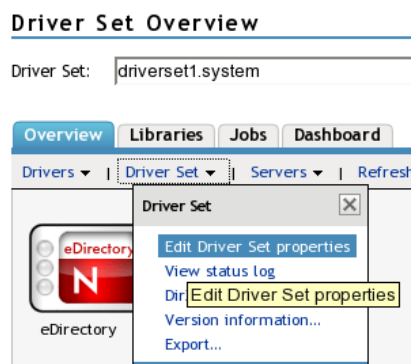 Driver Set Overview
Driver Set: driverset1.system
Overview Libraries Jobs Dashboard
Drivers | Driver Set | Servers | Refresh
Driver Set
eDirectory
N
eDirectory
Edit Driver Set properties
View status log
Dir
Edit Driver Set properties
Version information...
Export...